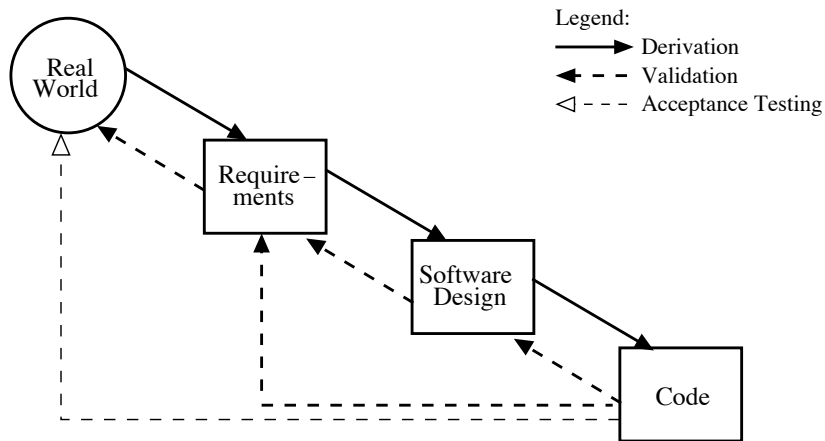 Legend:
Derivation
Validation
Acceptance Testing
Real
World
Require–
ments
Software
Design
Code